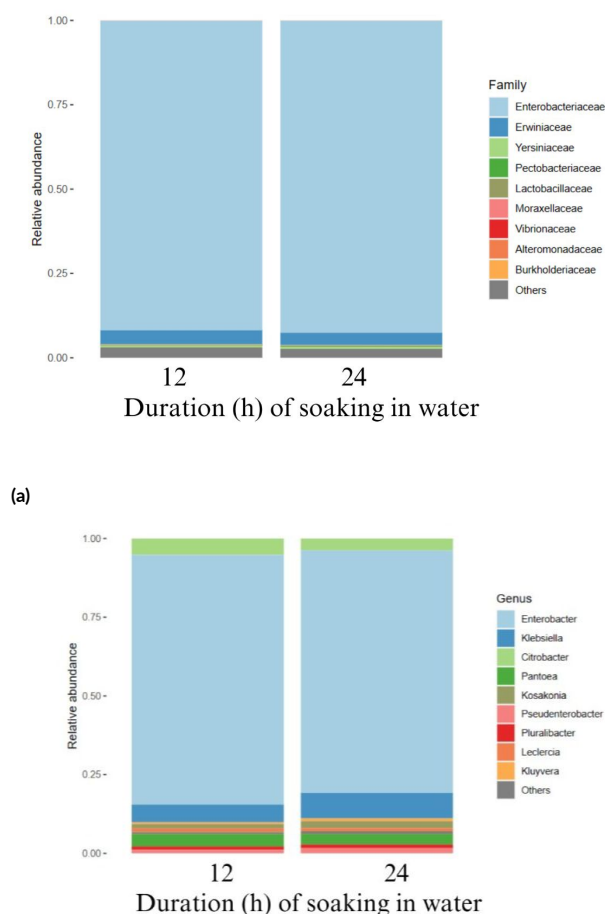 1.00
0.75
0.50
0.25
0.00
Relative abundance
Family
Enterobacteriaceae
Erwiniaceae
Yersiniaceae
Pectobacteriaceae
Lactobacillaceae
Moraxellaceae
Vibrionaceae
Alteromonadaceae
Burkholderiaceae
Others
12 24
Duration (h) of soaking in water
(a)
1.00
0.75
0.50
0.25
0.00
Relative abundance
Genus
Enterobacter
Klebsiella
Citrobacter
Pantoea
Kosakonia
Pseudenterobacter
Pluralibacter
Leclercia
Kluyvera
Others
12 24
Duration (h) of soaking in water